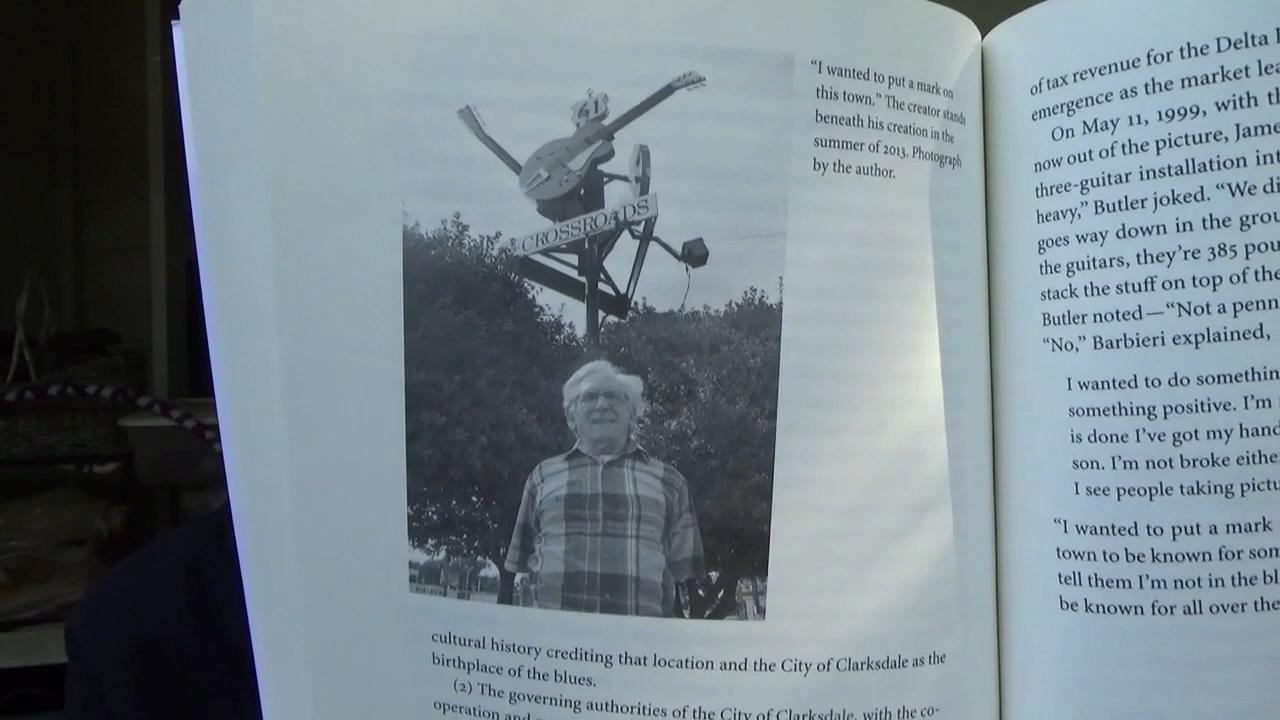 61
CROSSROADS
“I wanted to put a mark on
this town.” The creator stands
beneath his creation in the
summer of 2013. Photograph
by the author.
cultural history crediting that location and the City of Clarksdale as the
birthplace of the blues.
(2) The governing authorities of the City of Clarksdale, with the co-
operation and
of tax revenue for the Delta
emergence as the market
On May 11, 1999, with
now out of the picture,
three-guitar installation
heavy,” Butler joked. “We
goes way down in the
the guitars, they’re 385
stack the stuff on top of the
Butler noted—“Not a
“No,” Barbieri explained,
I wanted to do
something positive. I’m
is done I’ve got my
son. I’m not broke
I see people taking
“I wanted to put a mark
town to be known for
tell them I’m not in the
be known for all over the